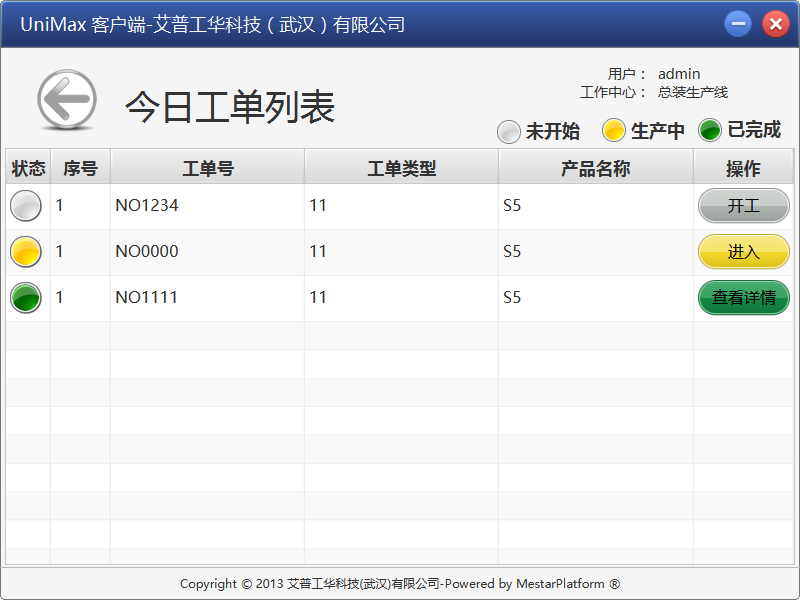 UniMax 客户端-艾普工华科技（武汉）有限公司
用户： admin
工作中心： 总装生产线
今日工单列表
未开始 生产中 已完成
状态 序号 工单号 工单类型 产品名称 操作
1 NO1234 11 S5 开工
1 NO0000 11 S5 进入
1 NO1111 11 S5 查看详情
Copyright © 2013 艾普工华科技(武汉)有限公司-Powered by MestarPlatform ®